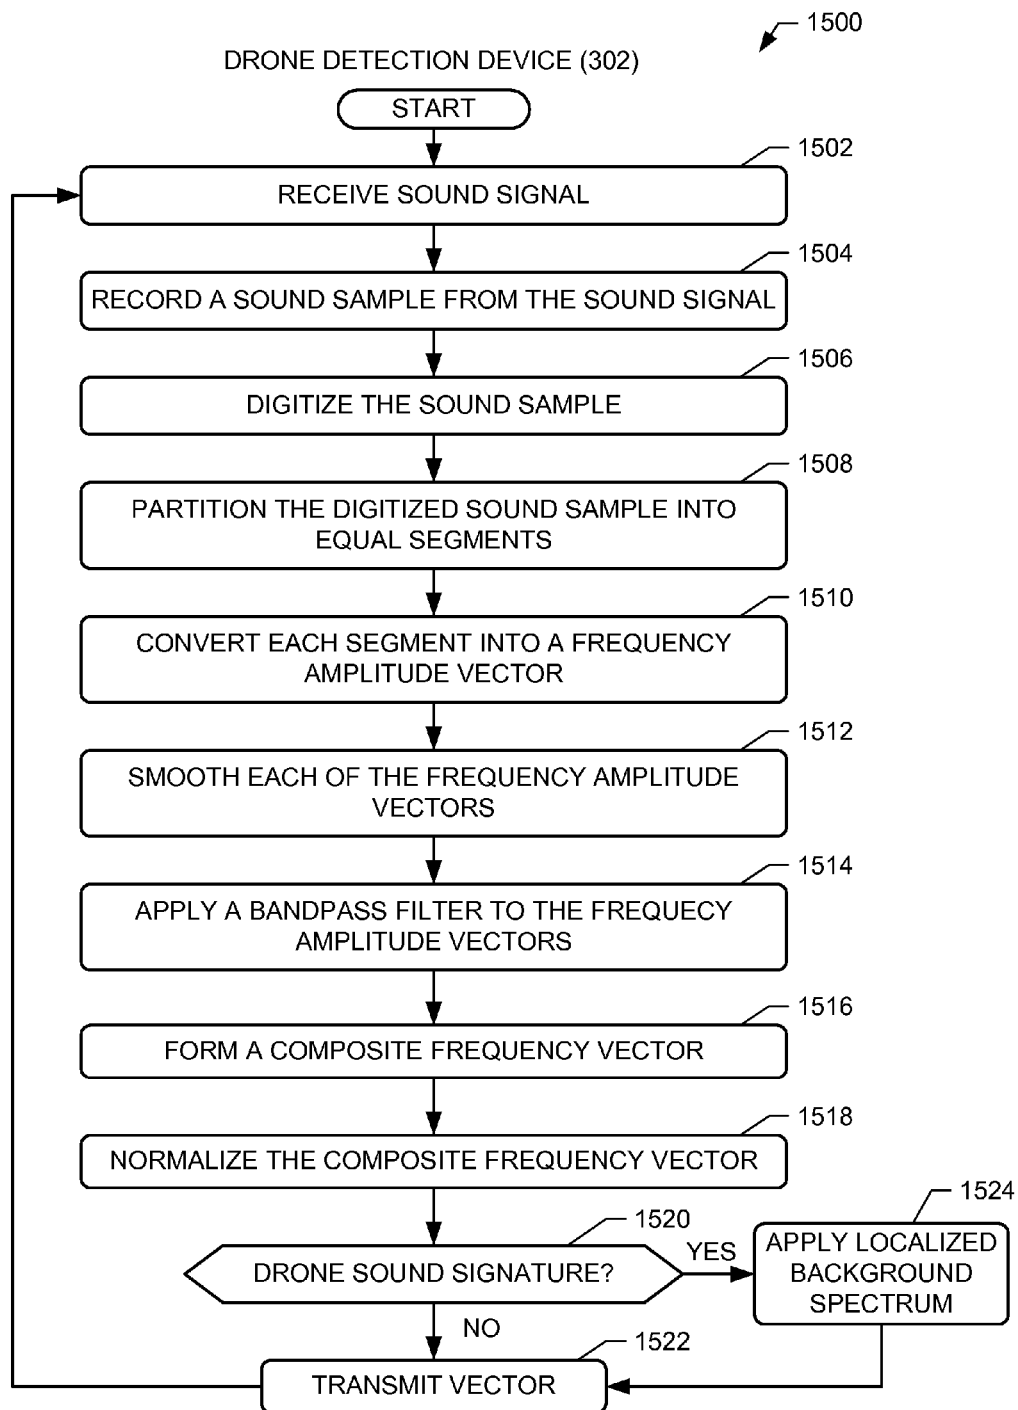 1500
DRONE DETECTION DEVICE (302)
START
1502
RECEIVE SOUND SIGNAL
1504
RECORD A SOUND SAMPLE FROM THE SOUND SIGNAL
1506
DIGITIZE THE SOUND SAMPLE
1508
PARTITION THE DIGITIZED SOUND SAMPLE INTO
EQUAL SEGMENTS
1510
CONVERT EACH SEGMENT INTO A FREQUENCY
AMPLITUDE VECTOR
1512
SMOOTH EACH OF THE FREQUENCY AMPLITUDE
VECTORS
1514
APPLY A BANDPASS FILTER TO THE FREQUECY
AMPLITUDE VECTORS
1516
FORM A COMPOSITE FREQUENCY VECTOR
1518
NORMALIZE THE COMPOSITE FREQUENCY VECTOR
1520
DRONE SOUND SIGNATURE?
YES
1524
APPLY LOCALIZED
BACKGROUND
SPECTRUM
NO
1522
TRANSMIT VECTOR